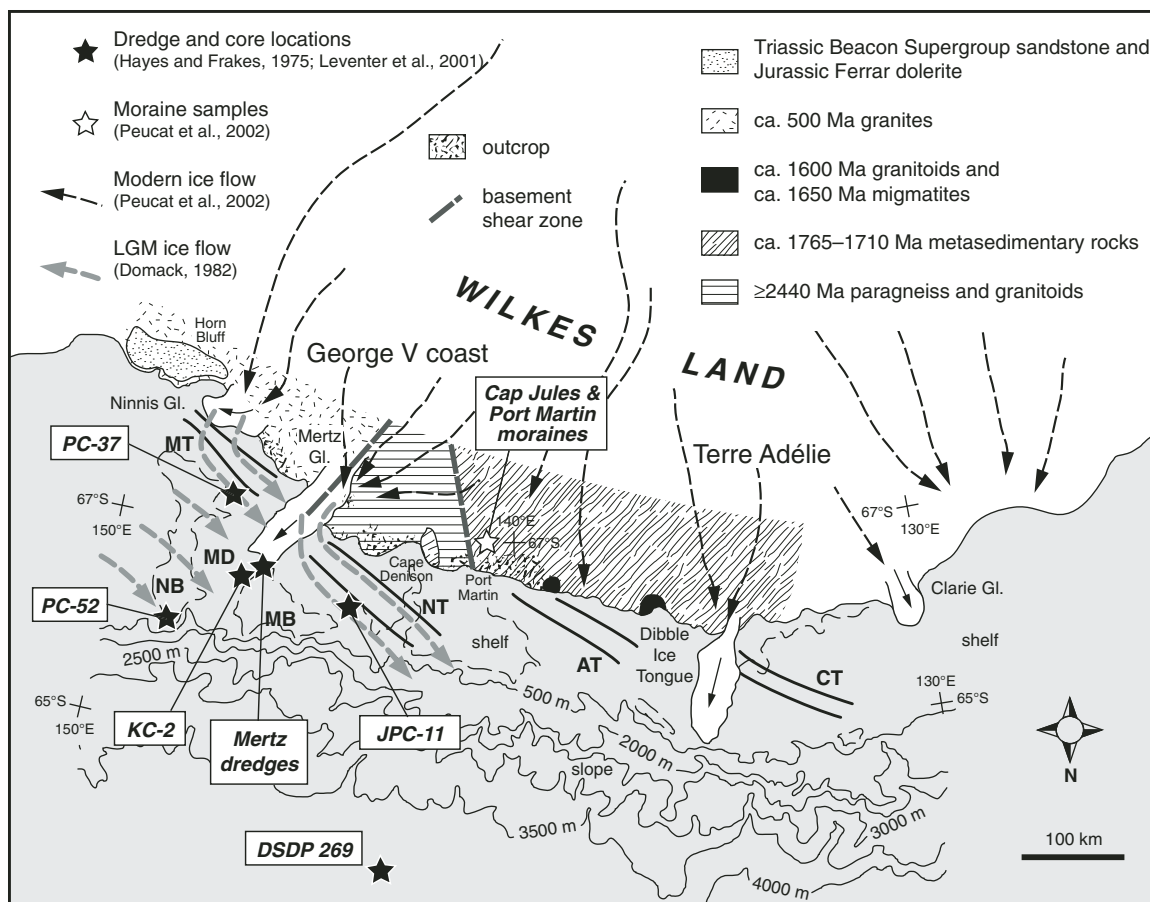 Dredge and core locations
(Hayes and Frakes, 1975; Leventer et al., 2001)
Moraine samples
(Peucat et al., 2002)
Modern ice flow
(Peucat et al., 2002)
LGM ice flow
(Domack, 1982)
outcrop
basement
shear zone
Triassic Beacon Supergroup sandstone and
Jurassic Ferrar dolerite
ca. 500 Ma granites
ca. 1600 Ma granitoids and
ca. 1650 Ma migmatites
ca. 1765–1710 Ma metasedimentary rocks
≥2440 Ma paragneiss and granitoids
WILKES
LAND
Horn
Bluff
George V coast
Cap Jules &
Port Martin
moraines
Ninnis Gl.
Mertz
Gl.
Terre Adélie
PC-37
MT
67°S
150°E
140°E
67°S
67°S
130°E
MD
Cape
Denison
Port
Martin
Clarie Gl.
NB
PC-52
MB
NT
shelf
Dibble
Ice
Tongue
shelf
AT
CT
2500 m
500 m
130°E
65°S
65°S
150°E
KC-2
Mertz
dredges
JPC-11
2000 m
slope
N
3500 m
3000 m
100 km
DSDP 269
4000 m